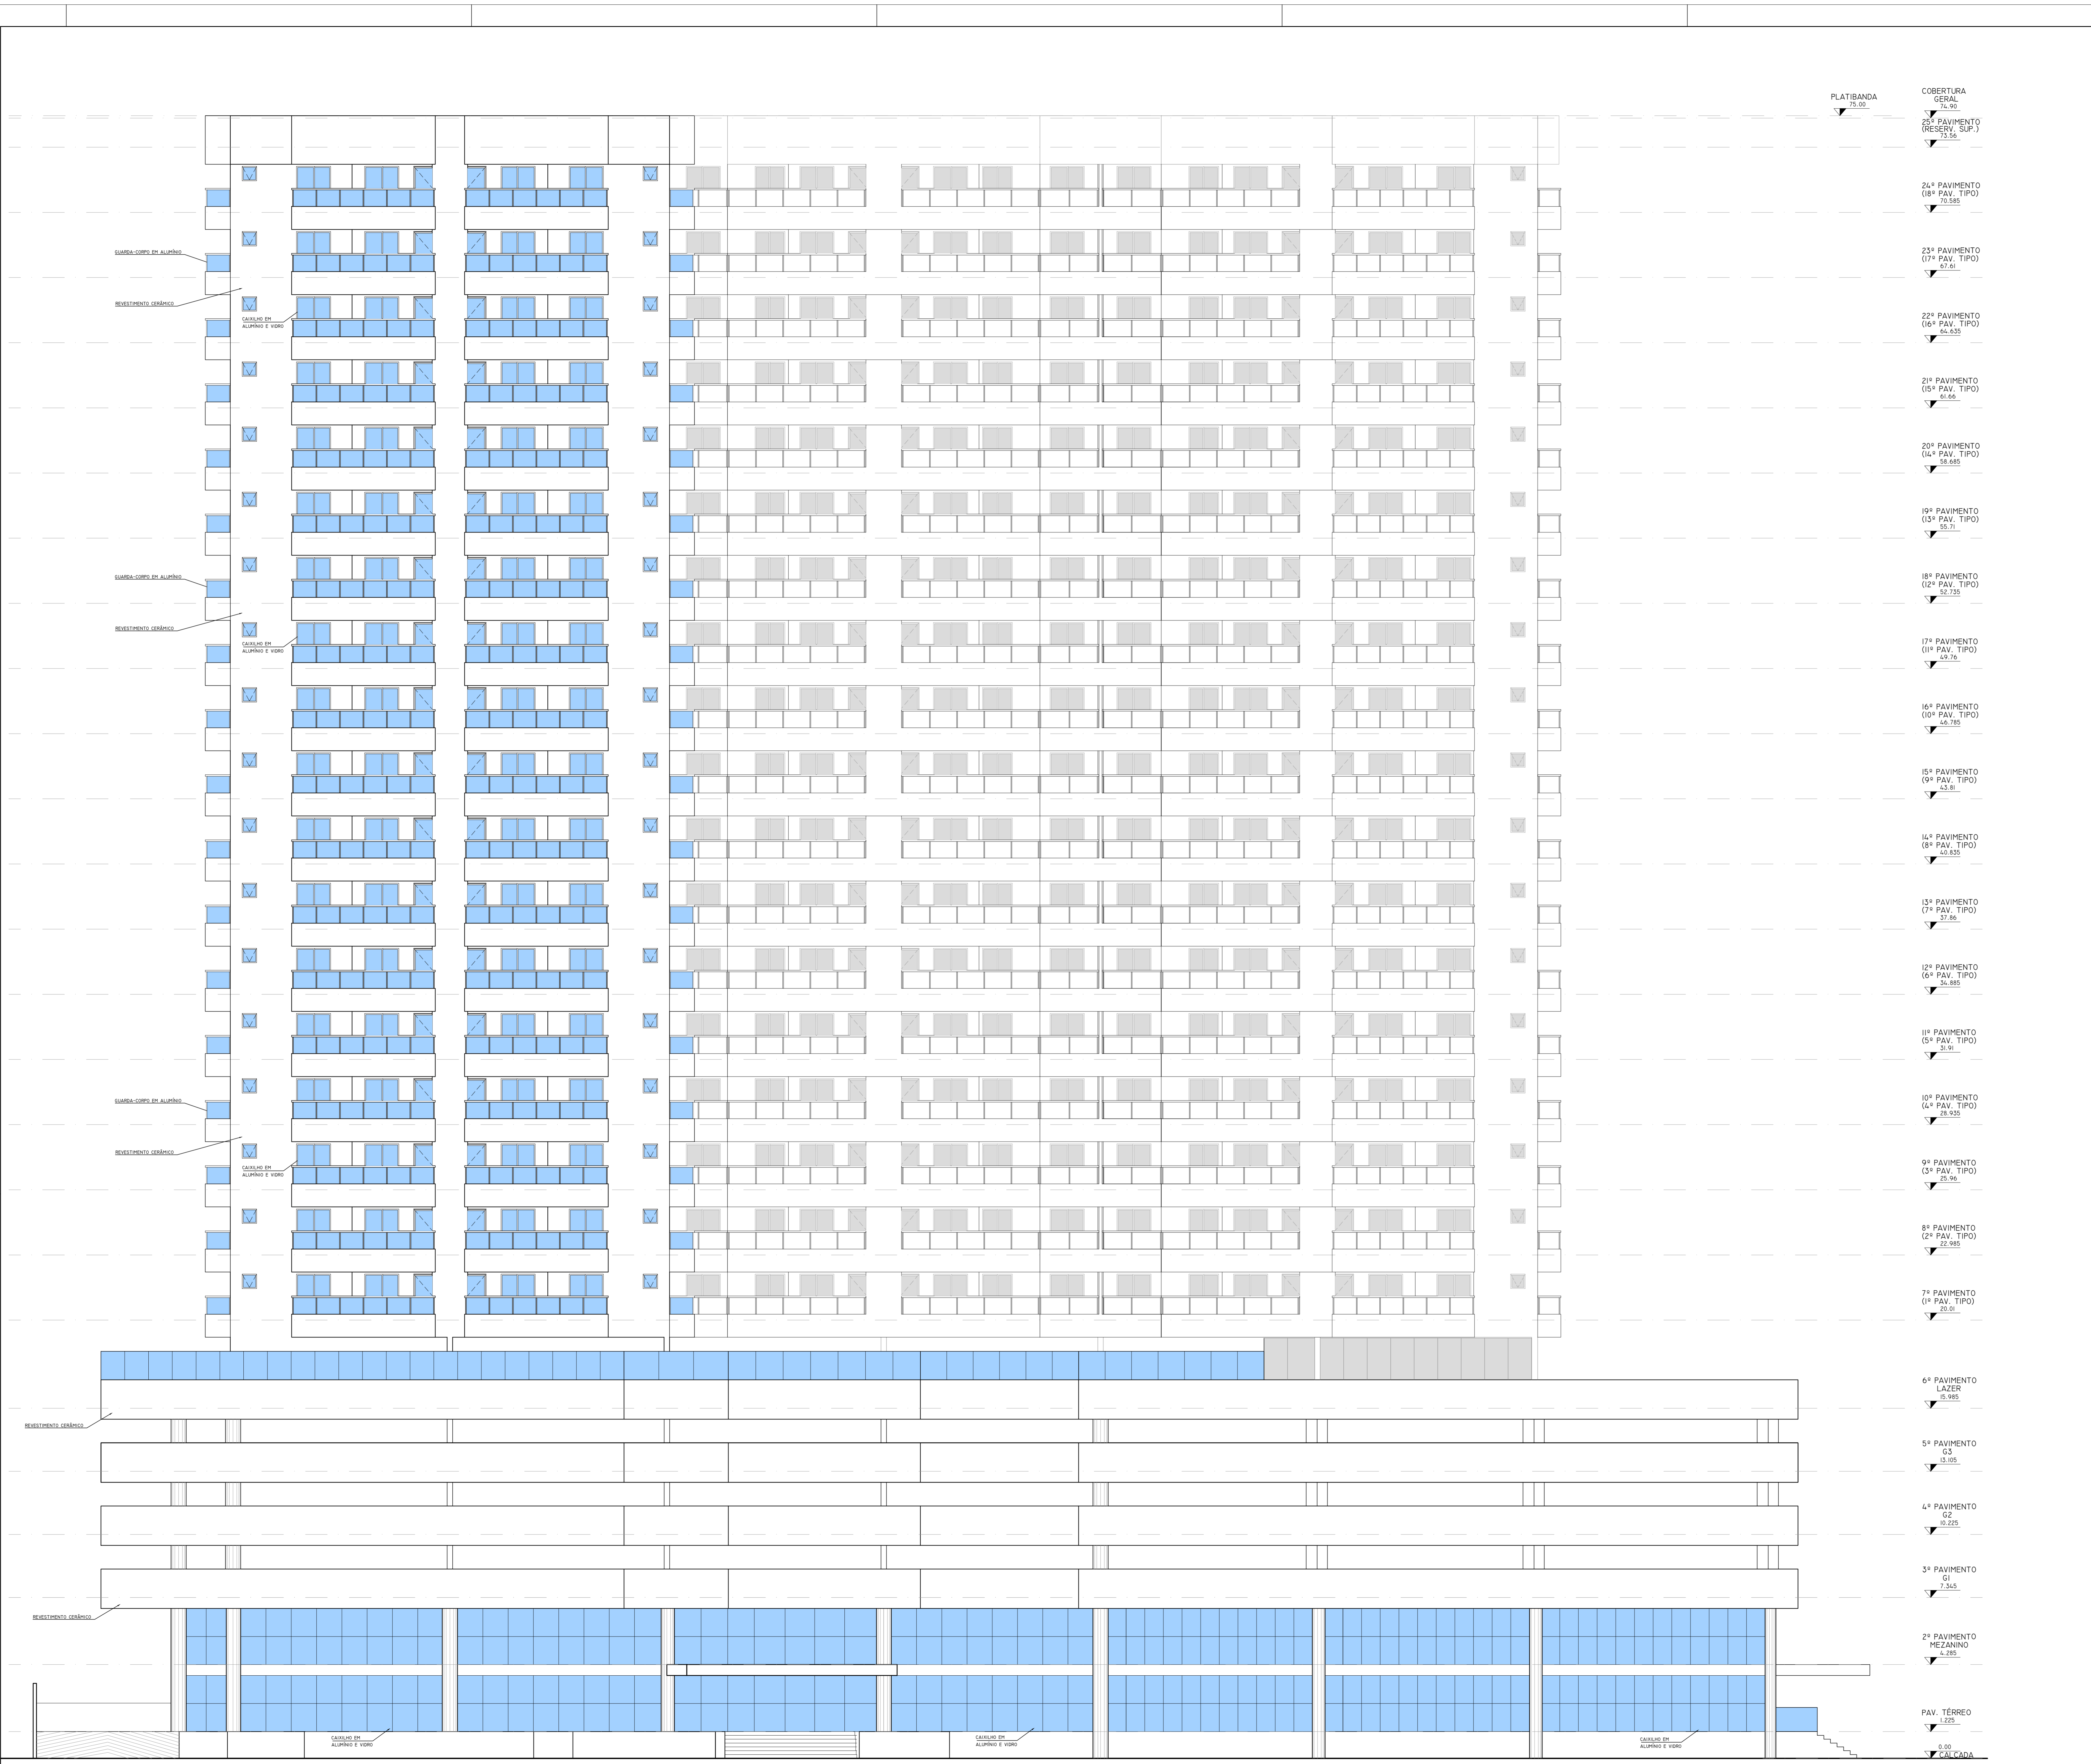 PLATIBANDA
75.00
COBERTURA
GERAL
74.90
25º PAVIMENTO
(RESERV. SUP.)
73.56
24º PAVIMENTO
(18º PAV. TIPO)
70.585
GUARDA-CORPO EM ALUMÍNIO
23º PAVIMENTO
(17º PAV. TIPO)
67.61
REVESTIMENTO CERÂMICO
CAIXILHO EM
ALUMÍNIO E VIDRO
22º PAVIMENTO
(16º PAV. TIPO)
64.635
21º PAVIMENTO
(15º PAV. TIPO)
61.66
20º PAVIMENTO
(14º PAV. TIPO)
58.685
19º PAVIMENTO
(13º PAV. TIPO)
55.71
GUARDA-CORPO EM ALUMÍNIO
18º PAVIMENTO
(12º PAV. TIPO)
52.735
REVESTIMENTO CERÂMICO
CAIXILHO EM
ALUMÍNIO E VIDRO
17º PAVIMENTO
(11º PAV. TIPO)
49.76
16º PAVIMENTO
(10º PAV. TIPO)
46.785
15º PAVIMENTO
(9º PAV. TIPO)
43.81
14º PAVIMENTO
(8º PAV. TIPO)
40.835
13º PAVIMENTO
(7º PAV. TIPO)
37.86
12º PAVIMENTO
(6º PAV. TIPO)
34.885
11º PAVIMENTO
(5º PAV. TIPO)
31.91
GUARDA-CORPO EM ALUMÍNIO
10º PAVIMENTO
(4º PAV. TIPO)
28.935
REVESTIMENTO CERÂMICO
CAIXILHO EM
ALUMÍNIO E VIDRO
9º PAVIMENTO
(3º PAV. TIPO)
25.96
8º PAVIMENTO
(2º PAV. TIPO)
22.985
7º PAVIMENTO
(1º PAV. TIPO)
20.01
6º PAVIMENTO
LAZER
15.985
REVESTIMENTO CERÂMICO
5º PAVIMENTO
G3
13.105
4º PAVIMENTO
G2
10.225
3º PAVIMENTO
G1
7.345
REVESTIMENTO CERÂMICO
2º PAVIMENTO
MEZANINO
4.285
PAV. TÉRREO
1.225
CAIXILHO EM
ALUMÍNIO E VIDRO
CAIXILHO EM
ALUMÍNIO E VIDRO
CAIXILHO EM
ALUMÍNIO E VIDRO
0.00
CALÇADA